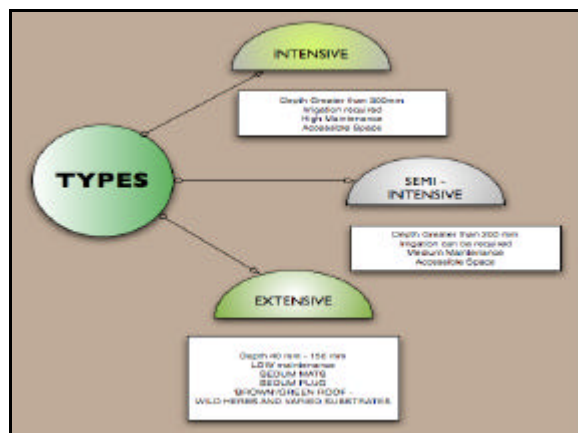 INTENSIVE
Depth Greater than 300mm
Irrigation required
High Maintenance
Accessible Space
TYPES
SEMI -
INTENSIVE
Depth Greater than 200 mm
Irrigation can be required
Medium Maintenance
Accessible Space
EXTENSIVE
Depth 40 mm - 150 mm
LOW maintenance
SEDUM MATS
SEDUM PLUG
'BROWN'/GREEN ROOF -
WILD HERBS AND VARIED SUBSTRATES